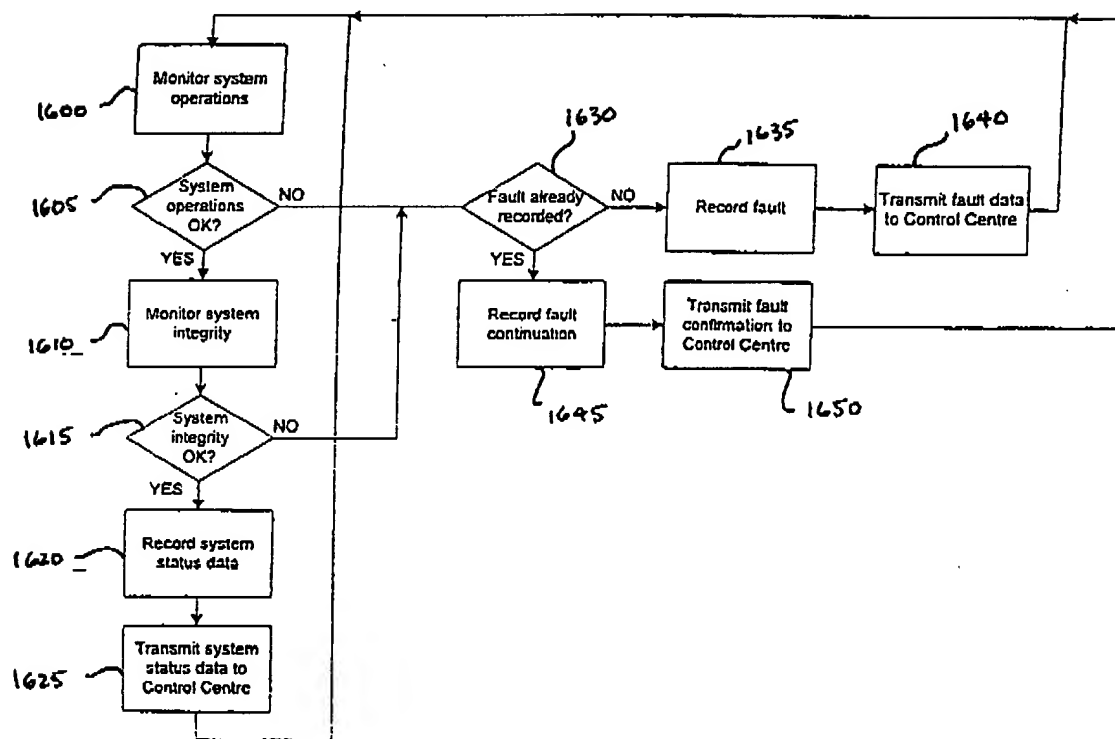 Monitor system
operations
1600
System
operations
OK?
1605
NO
YES
Monitor system
integrity
1610
System
integrity
OK?
1615
NO
YES
Record system
status data
1620
Transmit system
status data to
Control Centre
1625
1630
Fault already
recorded?
NO
YES
1635
Record fault
1640
Transmit fault data
to Control Centre
Record fault
continuation
1645
Transmit fault
confirmation to
Control Centre
1650